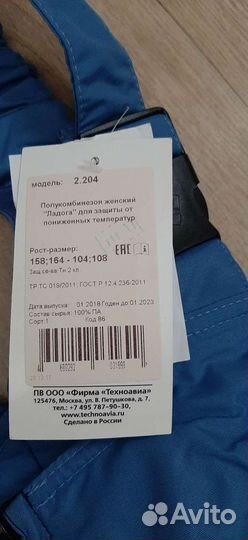 модель: 2.204
Полукомбинезон женский
"Ладога" для защиты от
пониженных температур
Рост-размер:
158;164 - 104;108
EAC
Защ.св-ва: Тн 2 кл.
ТР ТС 019/2011; ГОСТ Р 12.4.236-2011
Дата выпуска: 01.2018 Годен до 01.2023
Состав сырья: 100% ПА
Сорт:1 Код 86
ПВ ООО «Фирма «Техноавиа»
125476, Москва, ул. В. Петушкова, д. 7,
тел. +7 495 787–90–30,
www.technoavia.ru
Сделано в России
Avito